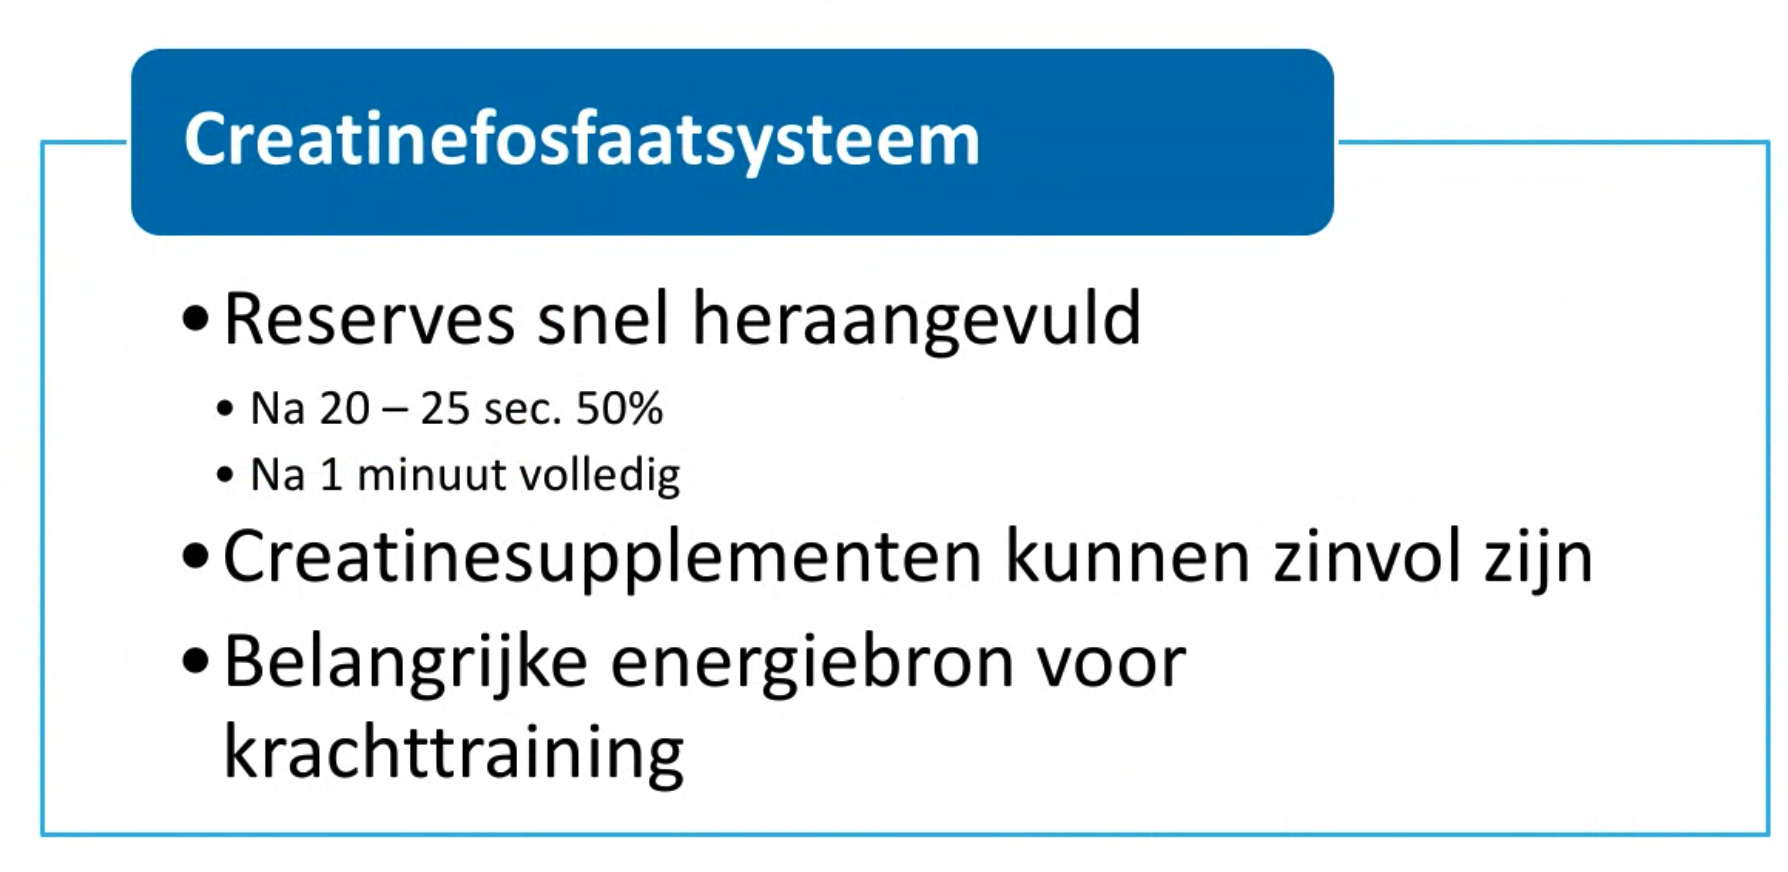 Creatinefosfaatsysteem
• Reserves snel heraangevuld
• Na 20 – 25 sec. 50%
• Na 1 minuut volledig
• Creatinesupplementen kunnen zinvol zijn
• Belangrijke energiebron voor
krachttraining